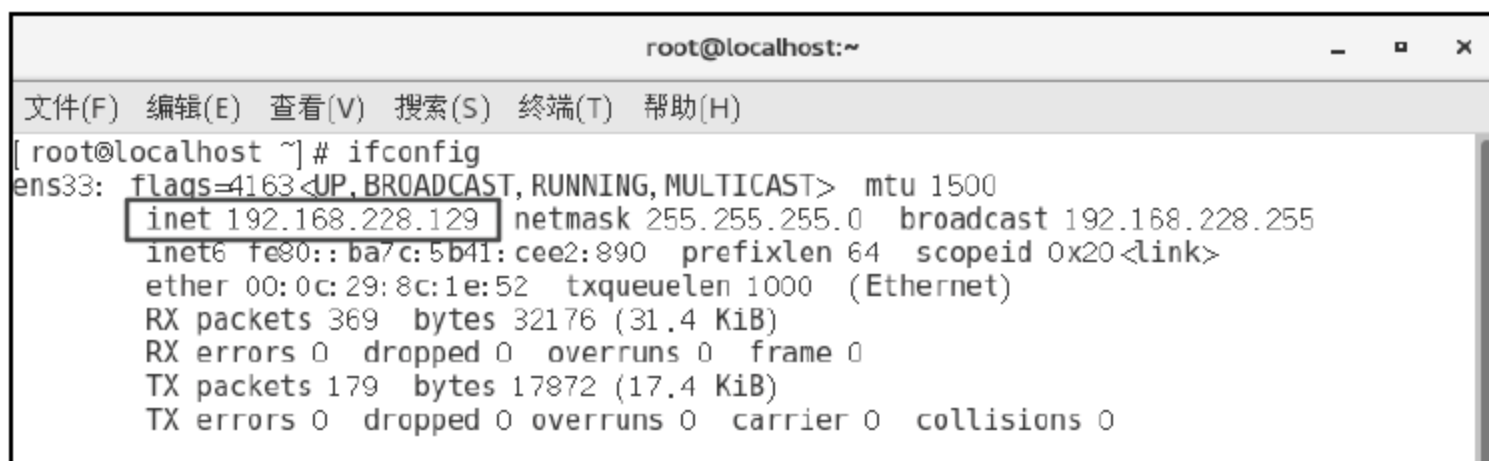 root@localhost:~
文件(F) 编辑(E) 查看(V) 搜索(S) 终端(T) 帮助(H)
[root@localhost ~]# ifconfig
ens33: flags=4163<UP,BROADCAST,RUNNING,MULTICAST> mtu 1500
inet 192.168.228.129 netmask 255.255.255.0 broadcast 192.168.228.255
inet6 fe80::ba7c:5b41:cee2:890 prefixlen 64 scopeid 0x20<link>
ether 00:0c:29:8c:1e:52 txqueuelen 1000 (Ethernet)
RX packets 369 bytes 32176 (31.4 KiB)
RX errors 0 dropped 0 overruns 0 frame 0
TX packets 179 bytes 17872 (17.4 KiB)
TX errors 0 dropped 0 overruns 0 carrier 0 collisions 0